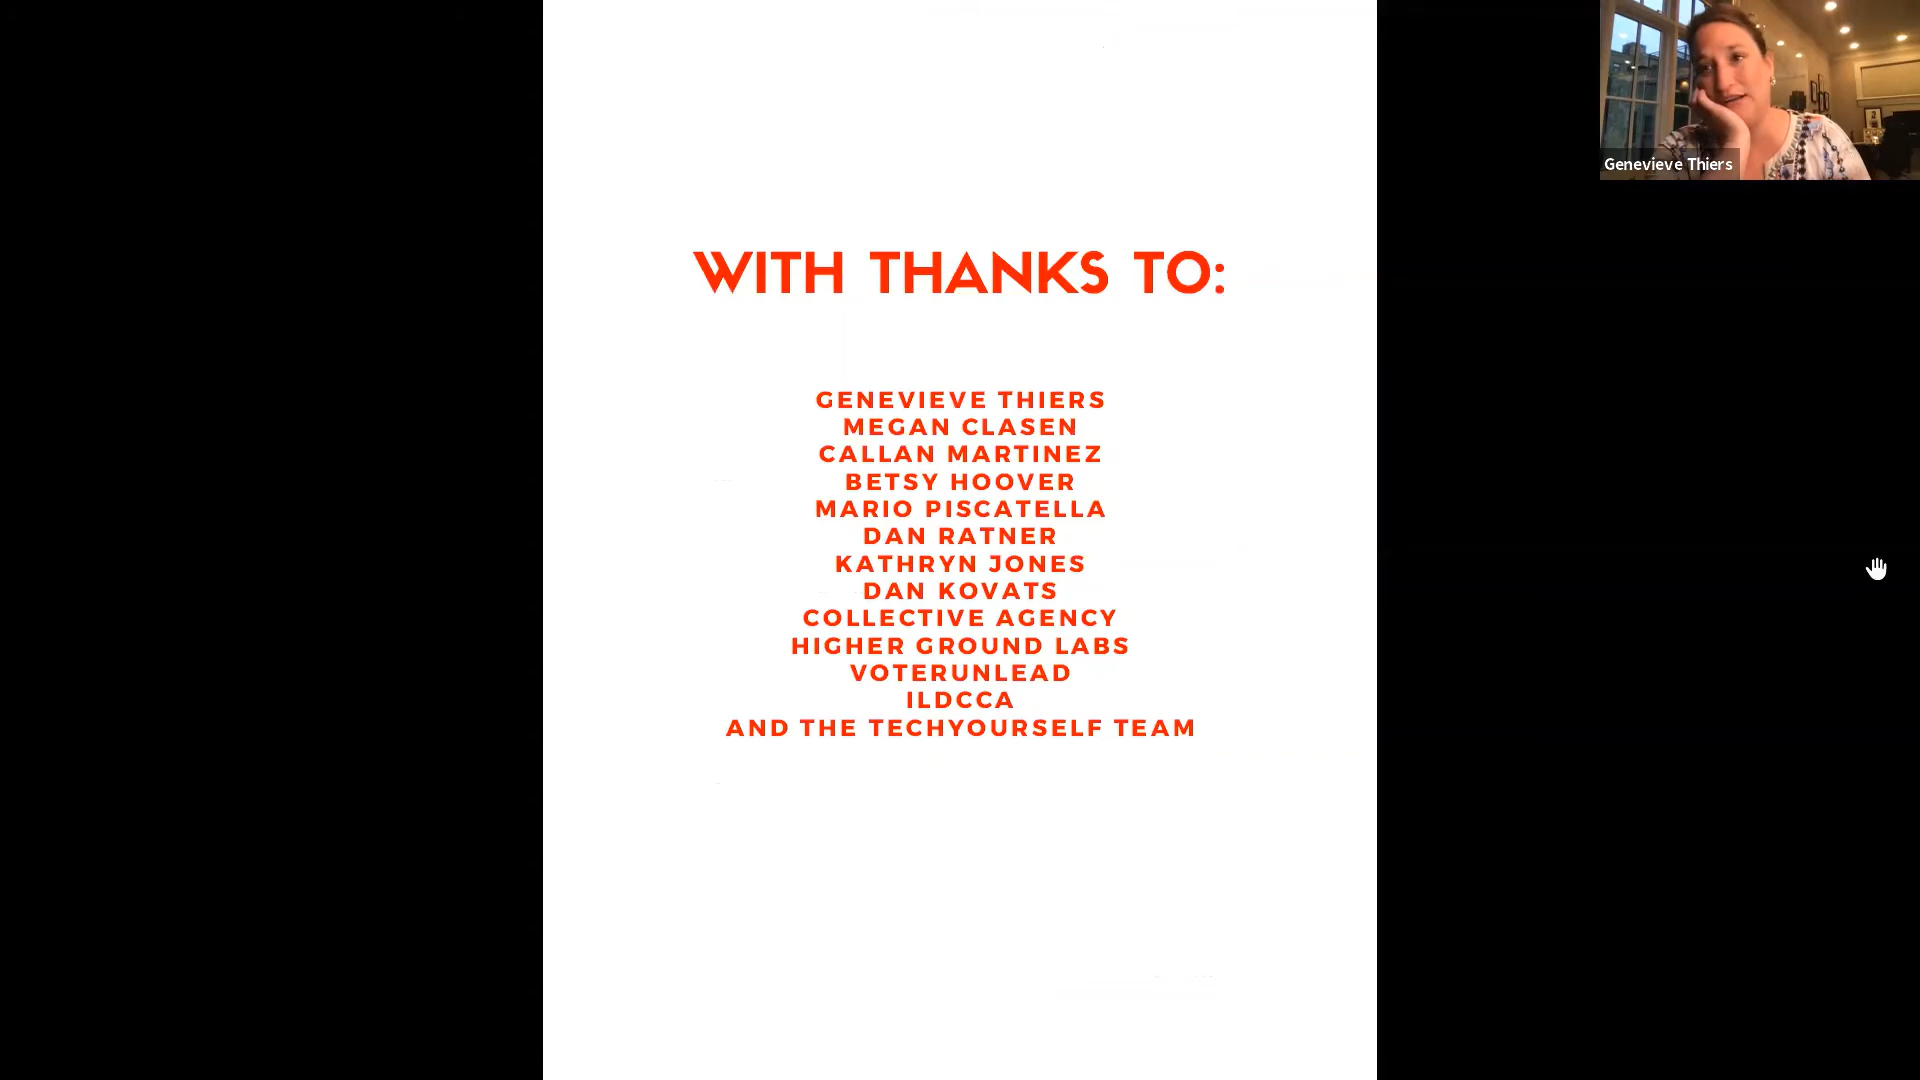 WITH THANKS TO:
GENEVIEVE THIERS
MEGAN CLASEN
CALLAN MARTINEZ
BETSY HOOVER
MARIO PISCATELLA
DAN RATNER
KATHRYN JONES
DAN KOVATS
COLLECTIVE AGENCY
HIGHER GROUND LABS
VOTERUNLEAD
ILDCCA
AND THE TECHYOURSELF TEAM
Genevieve Thiers